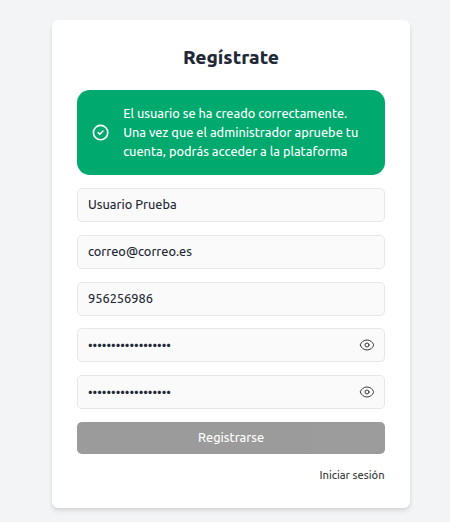 Regístrate
El usuario se ha creado correctamente.
Una vez que el administrador apruebe tu
cuenta, podrás acceder a la plataforma
Usuario Prueba
correo@correo.es
956256986
••••••••••••••••••
••••••••••••••••••
Registrarse
Iniciar sesión